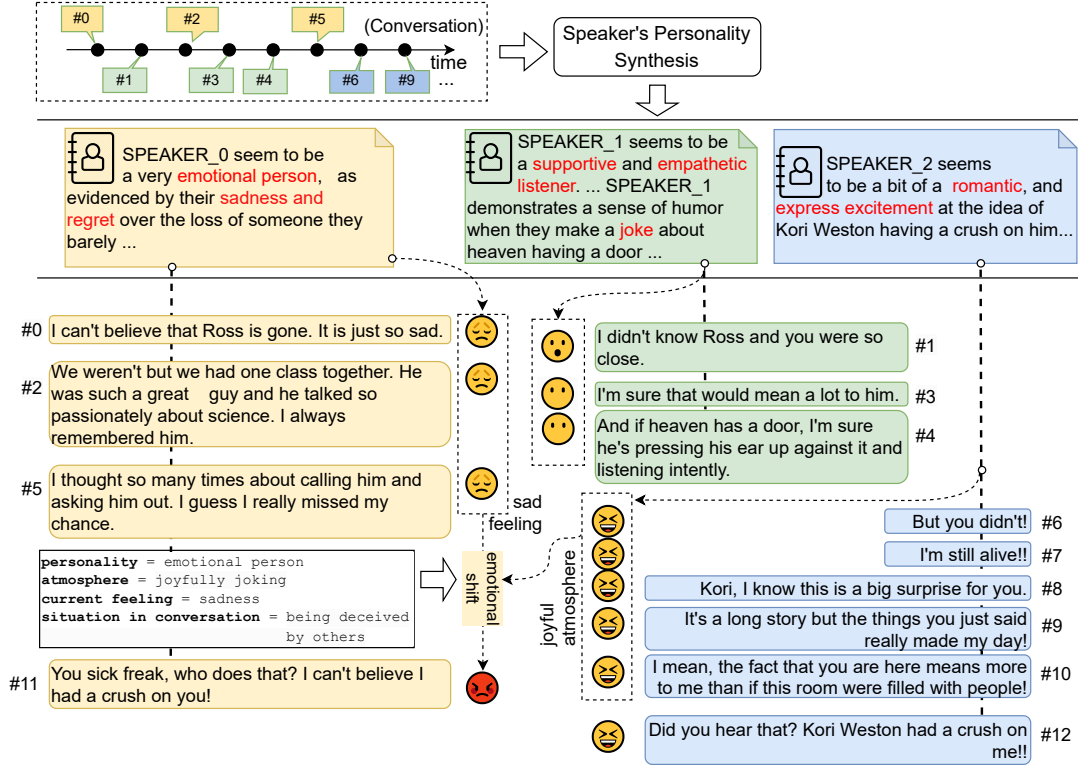 #0
#2
#5
(Conversation)
time
#1
#3
#4
#6
#9
...
Speaker's Personality
Synthesis
SPEAKER_0 seem to be
a very emotional person, as
evidenced by their sadness and
regret over the loss of someone they
barely ...
SPEAKER_1 seems to be
a supportive and empathetic
listener. ... SPEAKER_1
demonstrates a sense of humor
when they make a joke about
heaven having a door ...
SPEAKER_2 seems
to be a bit of a romantic, and
express excitement at the idea of
Kori Weston having a crush on him...
#0
I can't believe that Ross is gone. It is just so sad.
I didn't know Ross and you were so
close.
#1
#2
We weren't but we had one class together. He
was such a great guy and he talked so
passionately about science. I always
remembered him.
I'm sure that would mean a lot to him.
#3
And if heaven has a door, I'm sure
he's pressing his ear up against it and
listening intently.
#4
#5
I thought so many times about calling him and
asking him out. I guess I really missed my
chance.
sad
feeling
But you didn't!
#6
I'm still alive!!
#7
Kori, I know this is a big surprise for you.
#8
It's a long story but the things you just said
really made my day!
#9
I mean, the fact that you are here means more
to me than if this room were filled with people!
#10
joyful
atmosphere
emotional
shift
personality = emotional person
atmosphere = joyfully joking
current feeling = sadness
situation in conversation = being deceived
by others
#11
You sick freak, who does that? I can't believe I
had a crush on you!
Did you hear that? Kori Weston had a crush on
me!!
#12